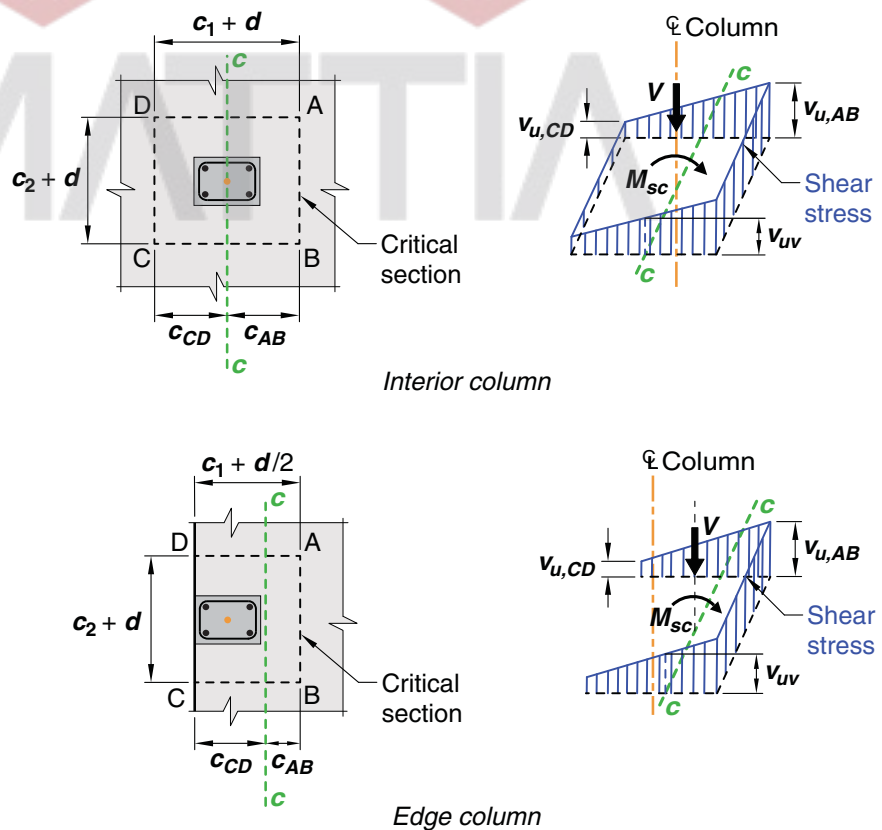 c1 + d
c
℄ Column
D
A
V
vu,CD
vu,AB
c2 + d
Msc
Shear
stress
vuv
C
B
Critical
section
c
cCD
cAB
c
Interior column
c1 + d/2
℄ Column
c
c
D
A
V
vu,CD
vu,AB
c2 + d
Msc
Shear
stress
C
B
Critical
section
vuv
c
cCD
cAB
c
Edge column
MATTIA